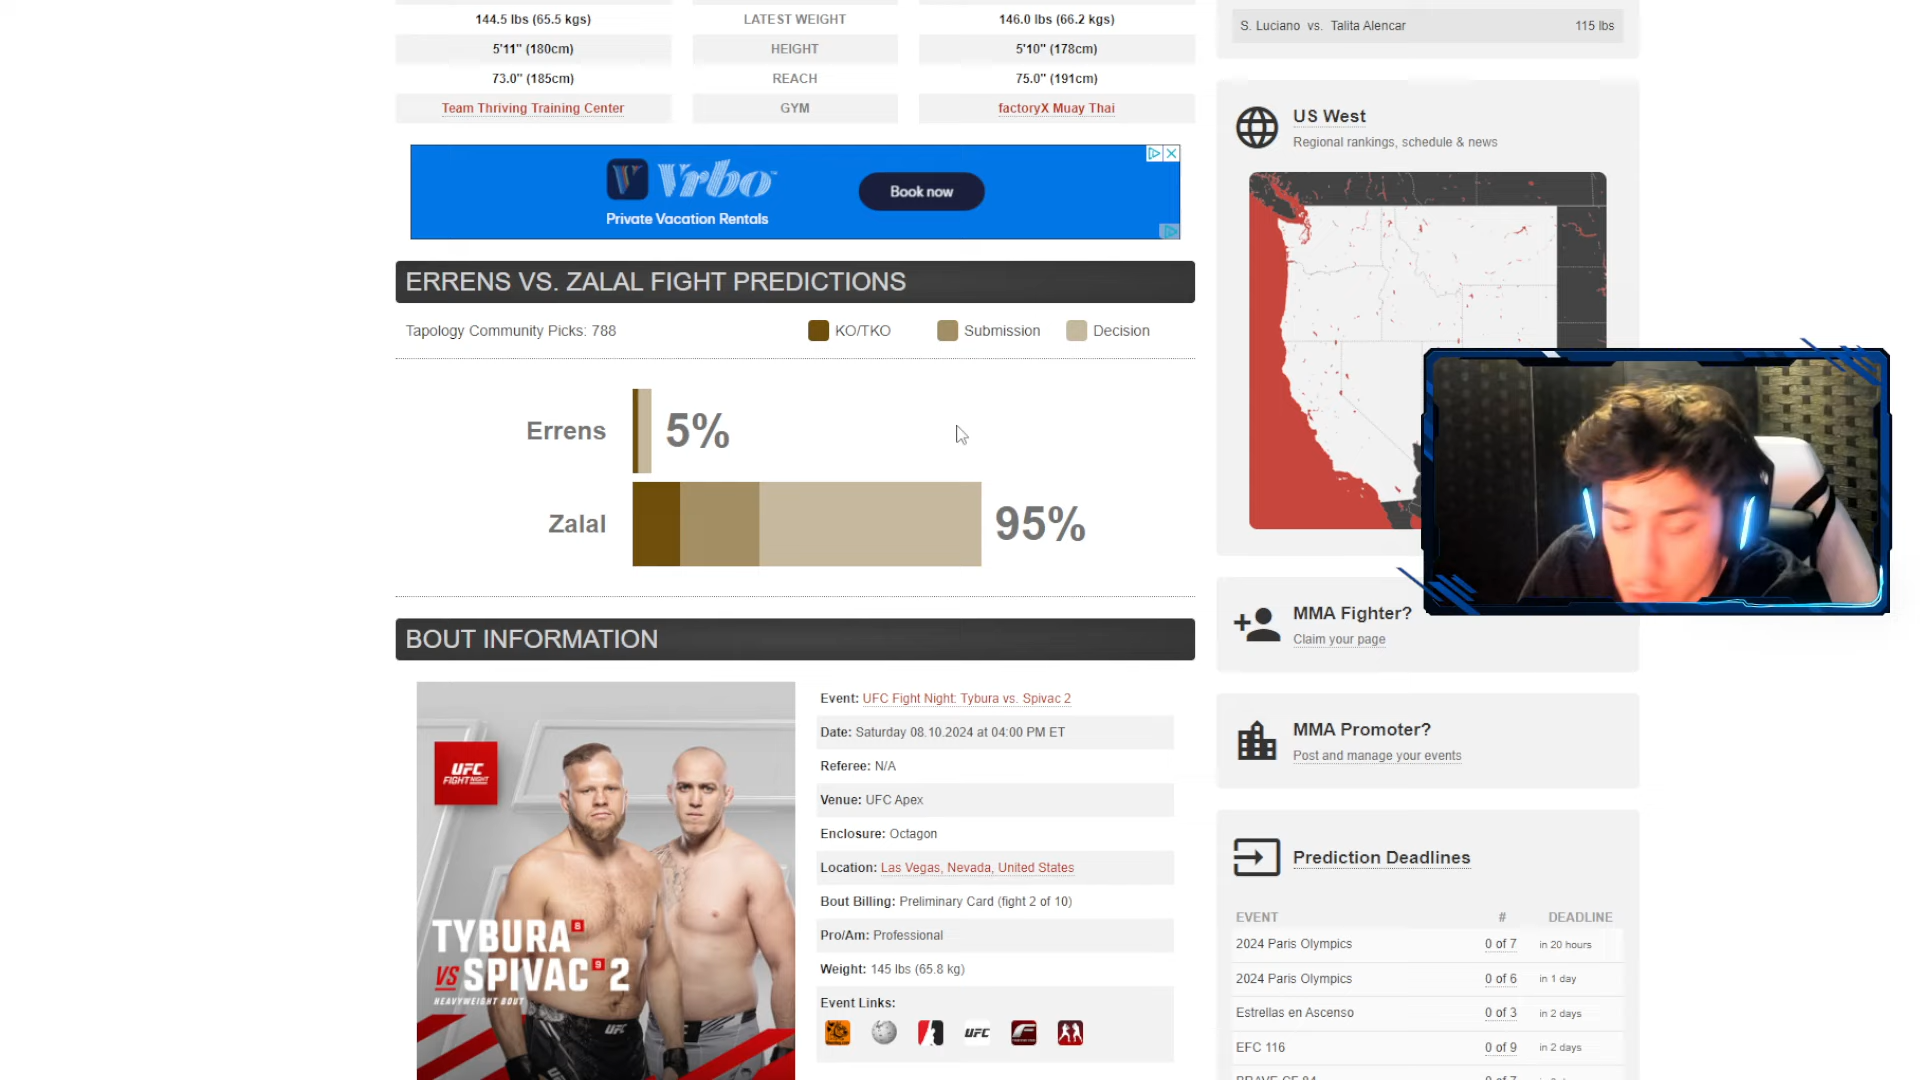 144.5 lbs (65.5 kgs) LATEST WEIGHT 146.0 lbs (66.2 kgs)
5'11" (180cm) HEIGHT 5'10" (178cm)
73.0" (185cm) REACH 75.0" (191cm)
Team Thriving Training Center GYM factoryX Muay Thai
Vrbo
Private Vacation Rentals
Book now
ERRENS VS. ZALAL FIGHT PREDICTIONS
Tapology Community Picks: 788 KO/TKO Submission Decision
Errens 5%
Zalal 95%
BOUT INFORMATION
UFC
FIGHT NIGHT
TYBURA 8
VS SPIVAC 9 2
HEAVYWEIGHT BOUT
UFC
Event: UFC Fight Night: Tybura vs. Spivac 2
Date: Saturday 08.10.2024 at 04:00 PM ET
Referee: N/A
Venue: UFC Apex
Enclosure: Octagon
Location: Las Vegas, Nevada, United States
Bout Billing: Preliminary Card (fight 2 of 10)
Pro/Am: Professional
Weight: 145 lbs (65.8 kg)
Event Links:
UFC
S. Luciano vs. Talita Alencar 115 lbs
US West
Regional rankings, schedule & news
MMA Fighter?
Claim your page
MMA Promoter?
Post and manage your events
Prediction Deadlines
EVENT # DEADLINE
2024 Paris Olympics 0 of 7 in 20 hours
2024 Paris Olympics 0 of 6 in 1 day
Estrellas en Ascenso 0 of 3 in 2 days
EFC 116 0 of 9 in 2 days